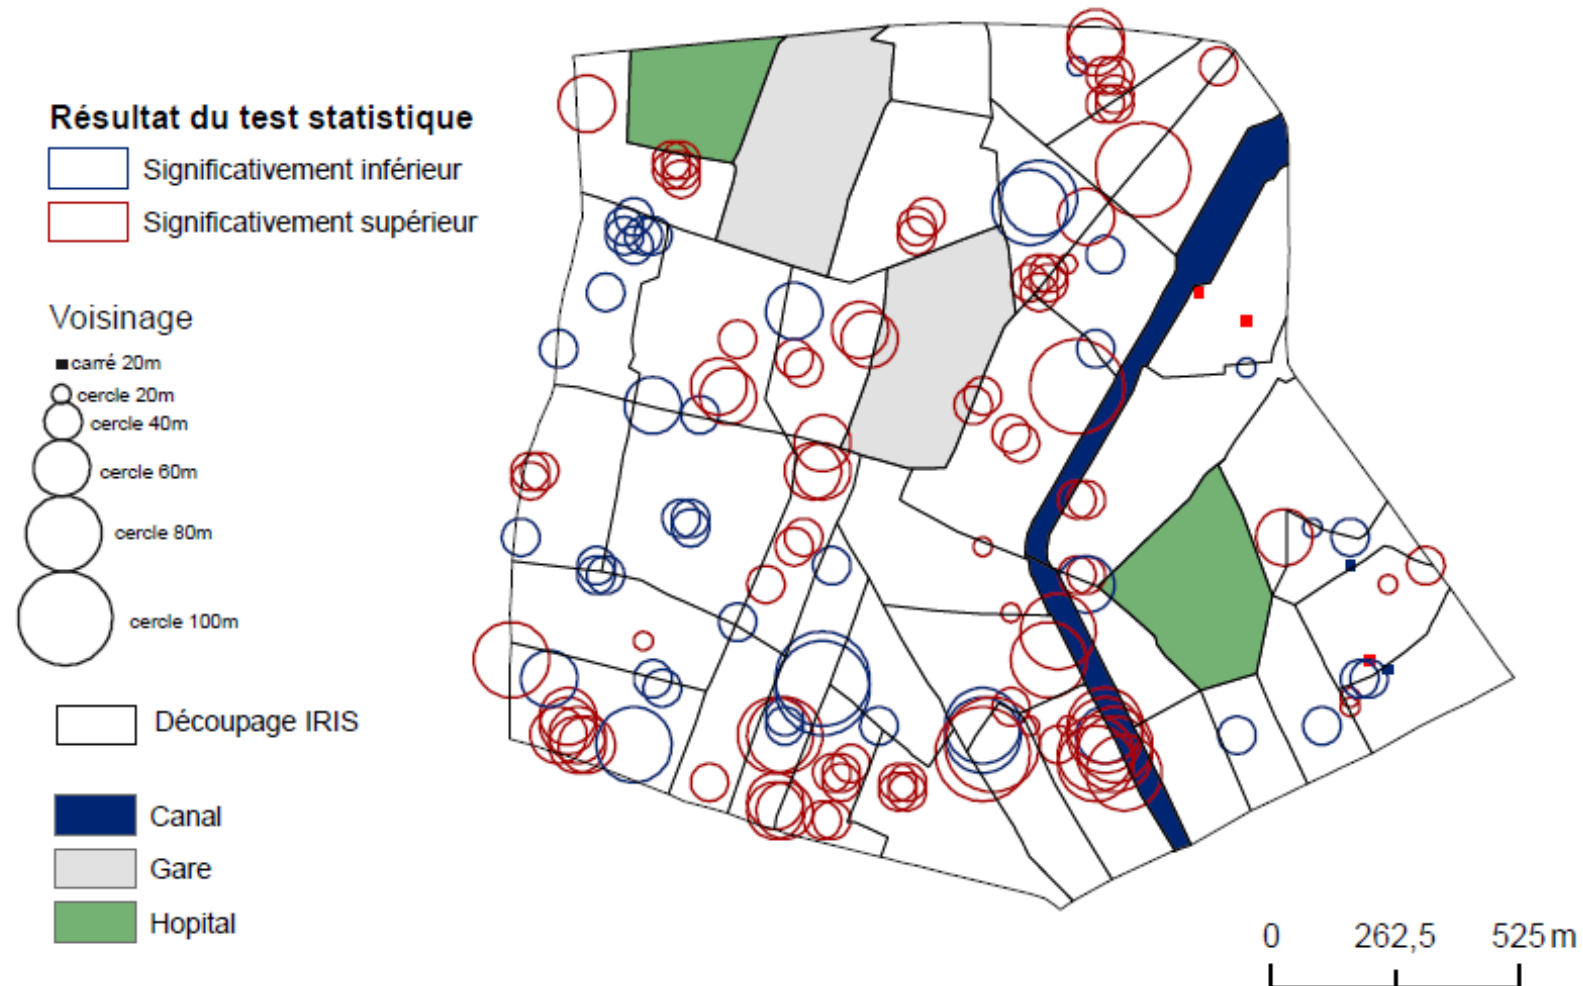 Résultat du test statistique
Significativement inférieur
Significativement supérieur
Voisinage
carré 20m
cercle 20m
cercle 40m
cercle 60m
cercle 80m
cercle 100m
Découpage IRIS
Canal
Gare
Hopital
0 262,5 525 m